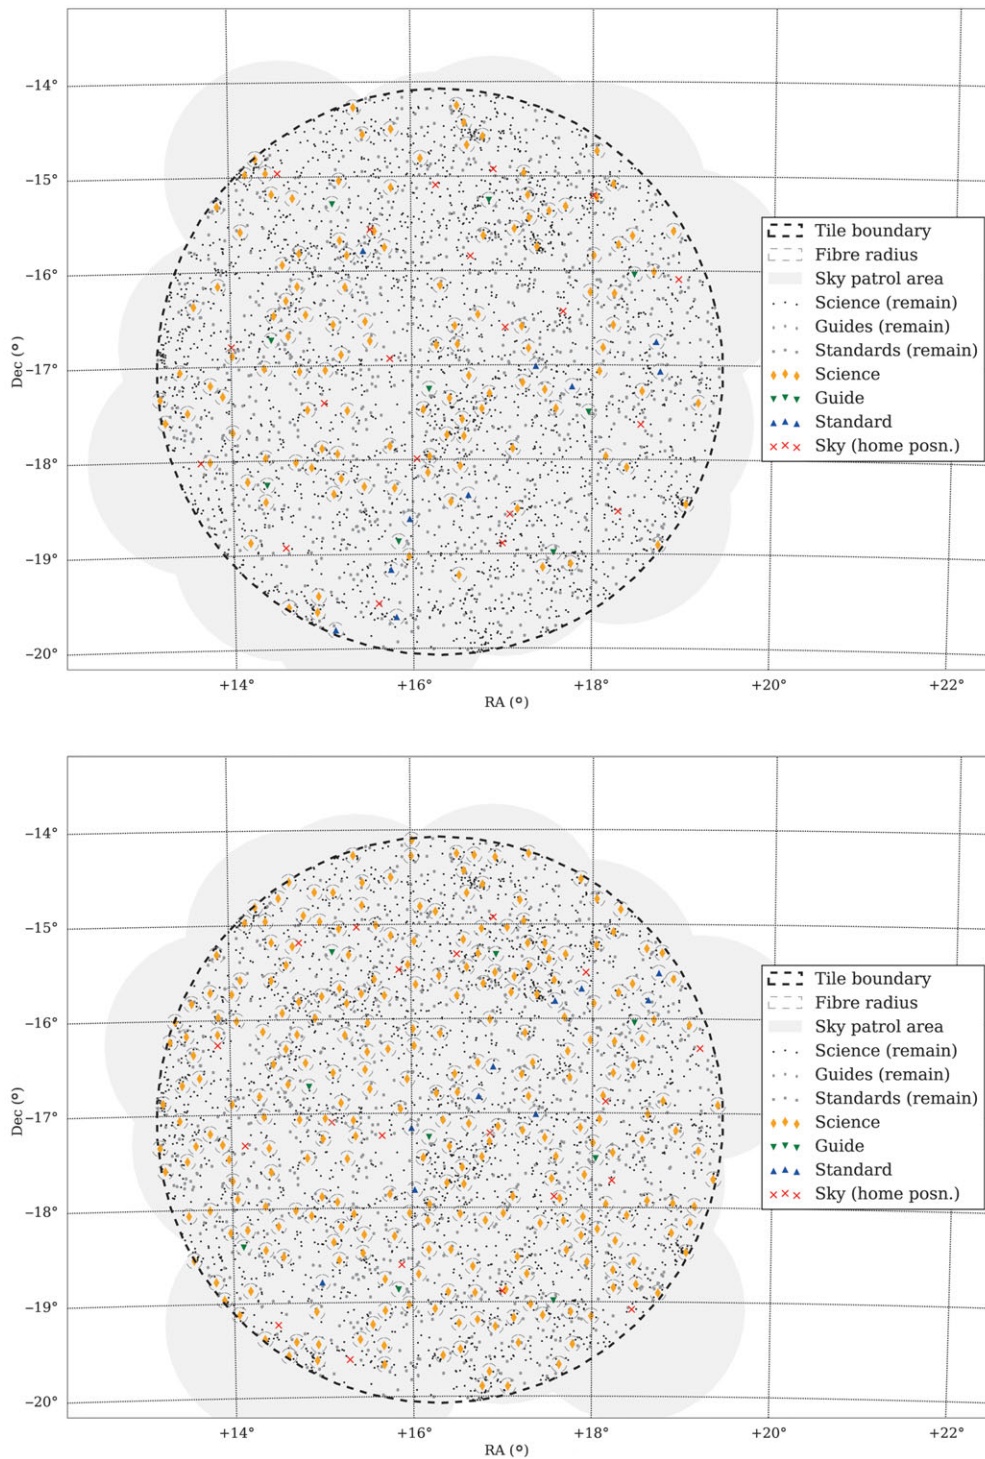 −14°
−15°
−16°
−17°
−18°
−19°
−20°
Dec (°)
+14°
+16°
+18°
+20°
+22°
RA (°)
Tile boundary
Fibre radius
Sky patrol area
Science (remain)
Guides (remain)
Standards (remain)
Science
Guide
Standard
Sky (home posn.)
−14°
−15°
−16°
−17°
−18°
−19°
−20°
Dec (°)
+14°
+16°
+18°
+20°
+22°
RA (°)
Tile boundary
Fibre radius
Sky patrol area
Science (remain)
Guides (remain)
Standards (remain)
Science
Guide
Standard
Sky (home posn.)